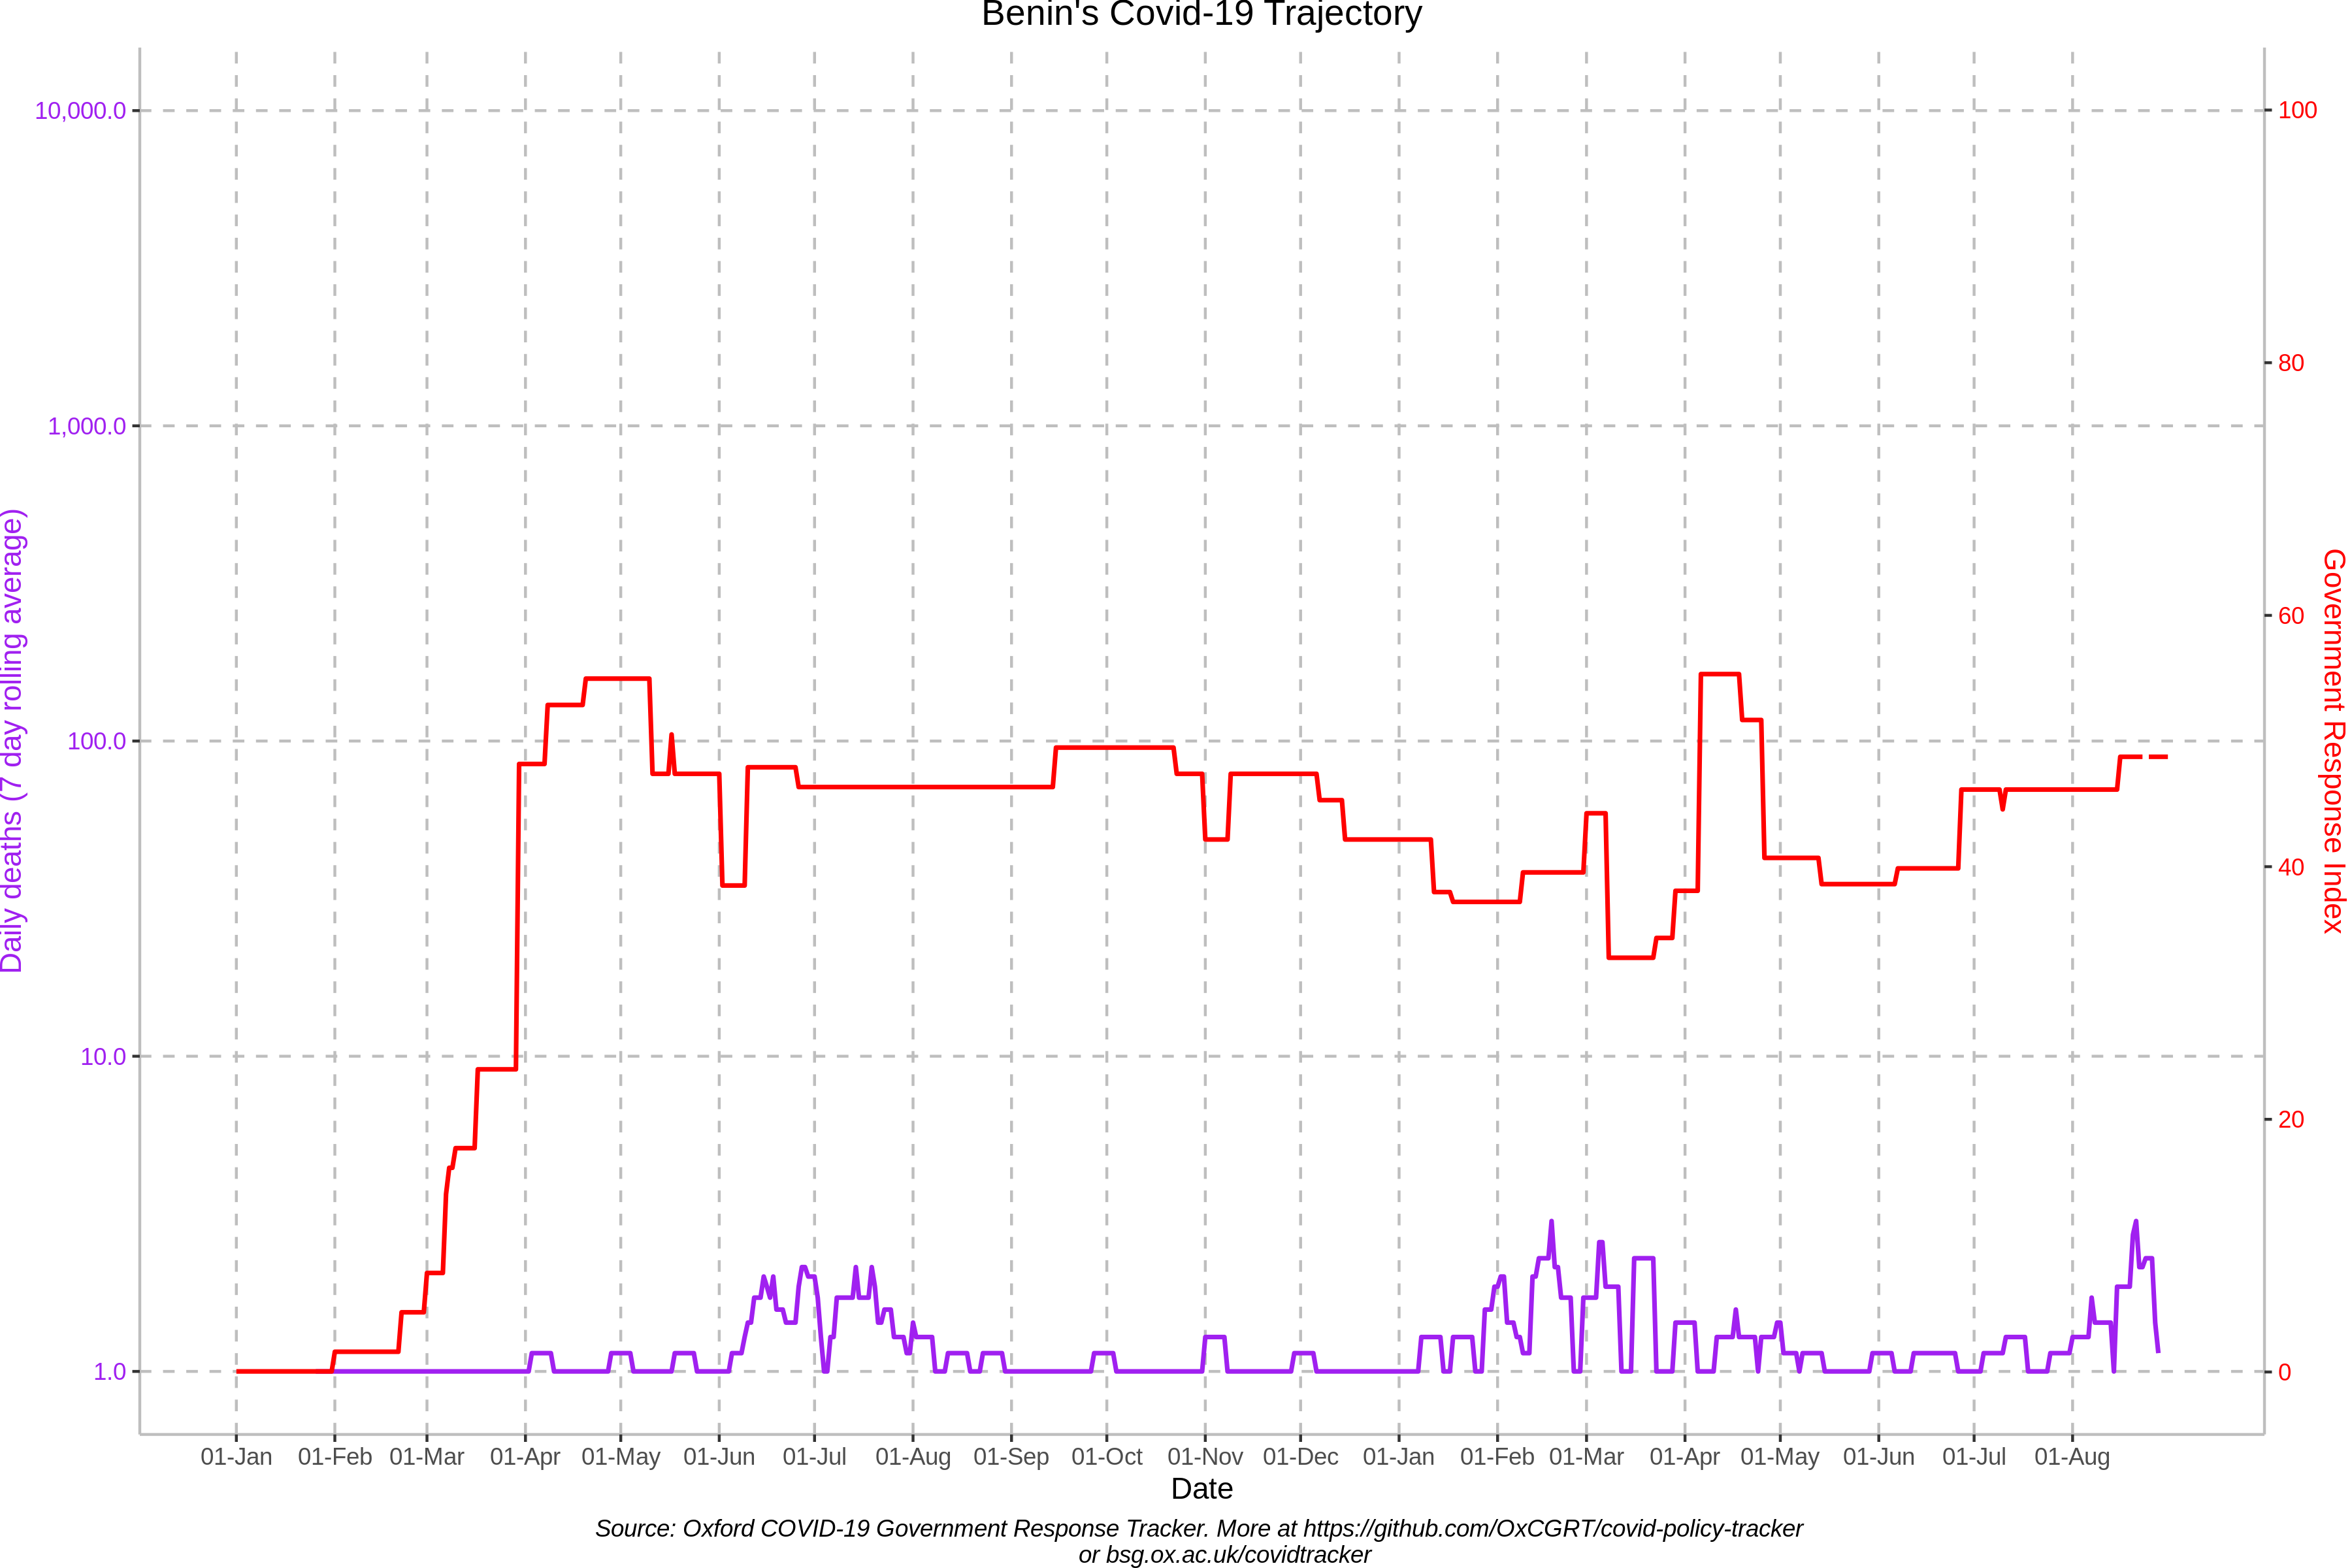 Benin's Covid-19 Trajectory
10,000.0
1,000.0
100.0
10.0
1.0
Daily deaths (7 day rolling average)
100
80
60
40
20
0
Government Response Index
01-Jan 01-Feb 01-Mar 01-Apr 01-May 01-Jun 01-Jul 01-Aug 01-Sep 01-Oct 01-Nov 01-Dec 01-Jan 01-Feb 01-Mar 01-Apr 01-May 01-Jun 01-Jul 01-Aug
Date
Source: Oxford COVID-19 Government Response Tracker. More at https://github.com/OxCGRT/covid-policy-tracker
or bsg.ox.ac.uk/covidtracker